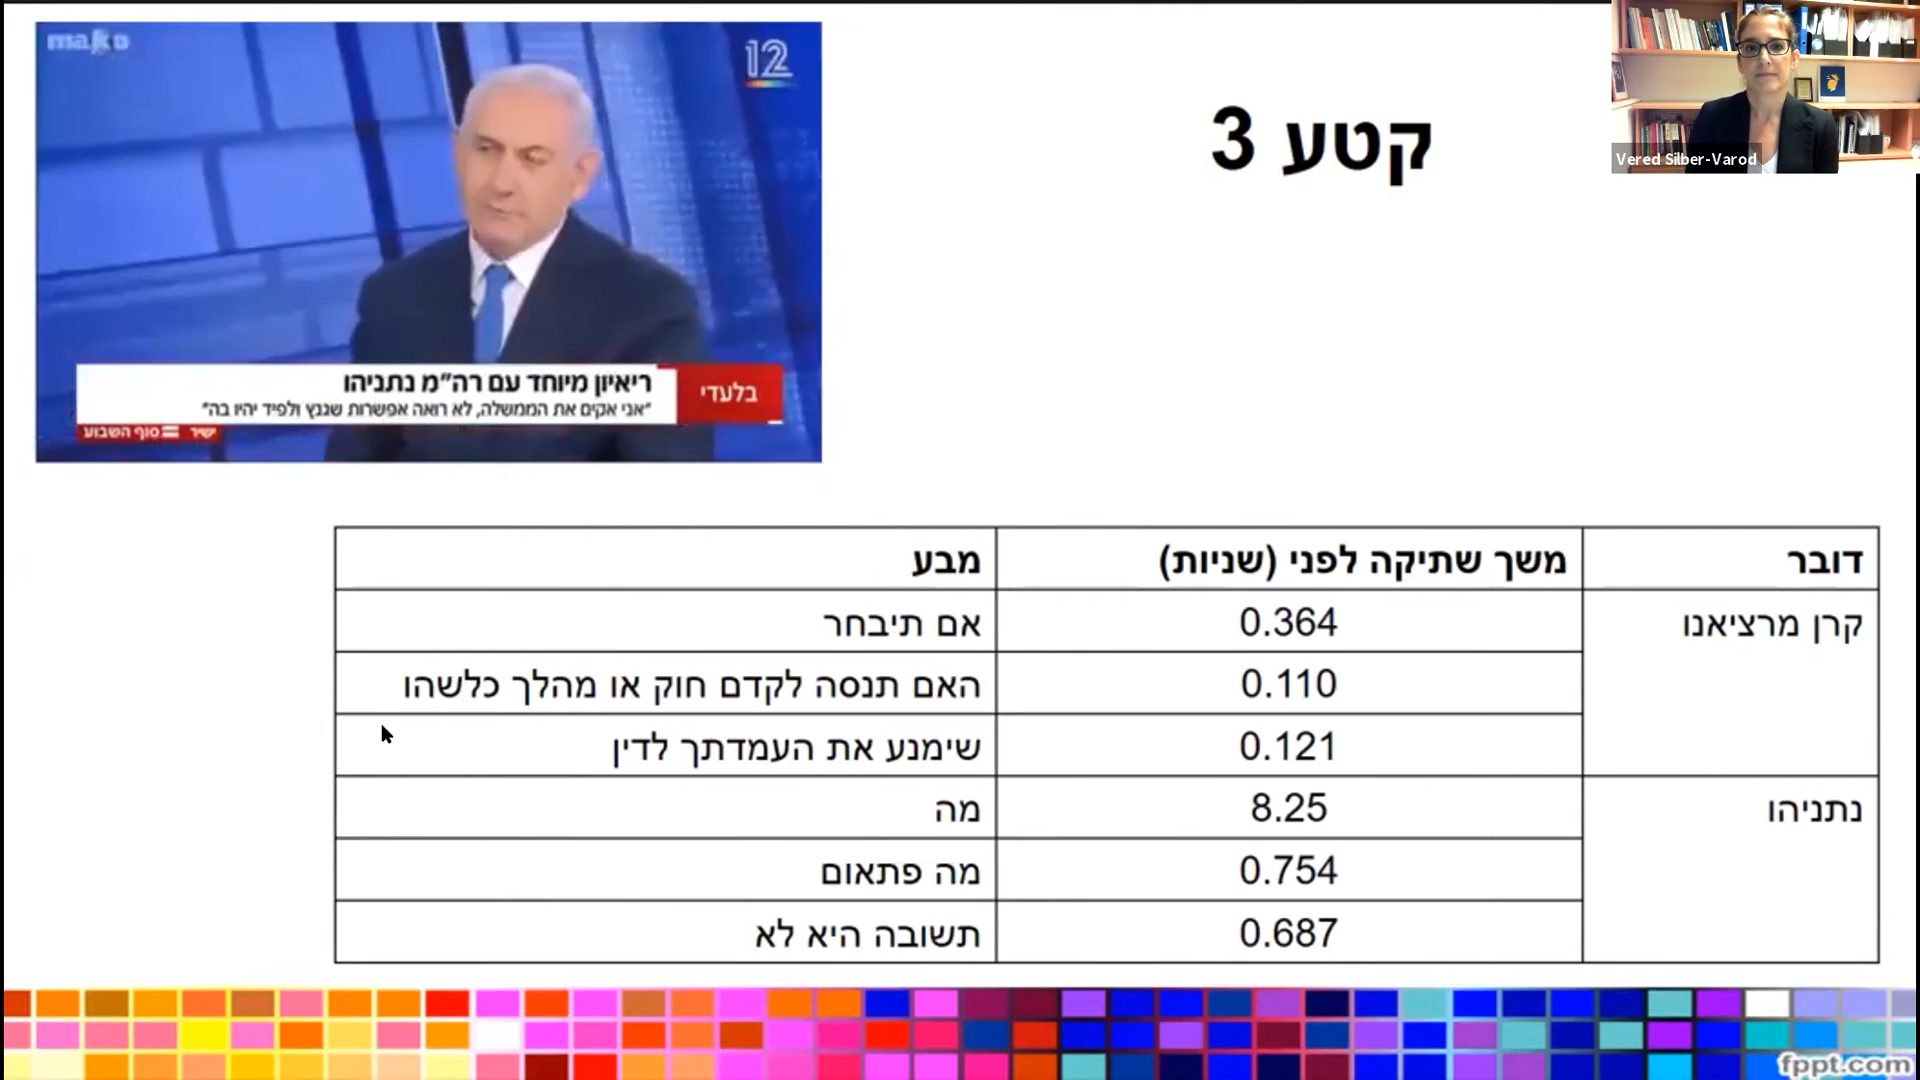 mako
12
קטע 3
Vered Silber-Varod
בלעדי
ריאיון מיוחד עם רה"מ נתניהו
"אני אקים את הממשלה, לא רואה אפשרות שגנץ ולפיד יהיו בה"
ישיר סוף השבוע
דובר משך שתיקה לפני (שניות) מבע
קרן מרציאנו 0.364 אם תיבחר
0.110 האם תנסה לקדם חוק או מהלך כלשהו
0.121 שימנע את העמדתך לדין
נתניהו 8.25 מה
0.754 מה פתאום
0.687 תשובה היא לא
fppt.com